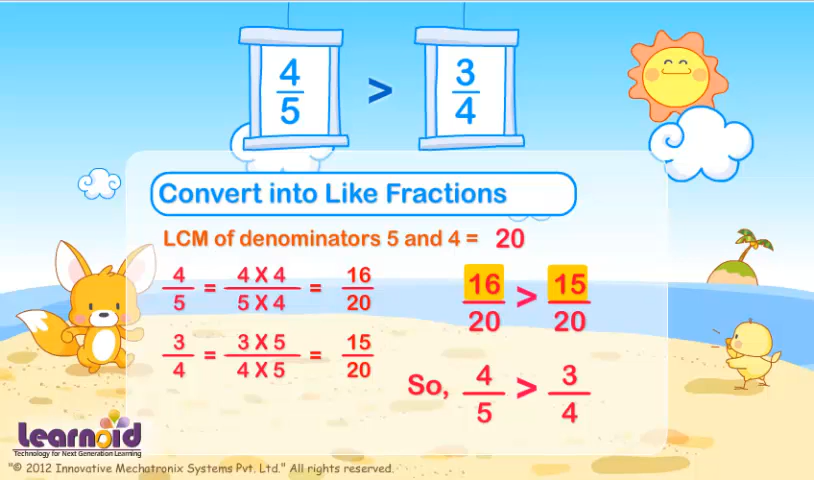 4/5 > 3/4
Convert into Like Fractions
LCM of denominators 5 and 4 = 20
4/5 = 4 X 4/5 X 4 = 16/20
16/20 > 15/20
3/4 = 3 X 5/4 X 5 = 15/20
So, 4/5 > 3/4
Learnoid
Technology for Next Generation Learning
"© 2012 Innovative Mechatronix Systems Pvt. Ltd." All rights reserved.